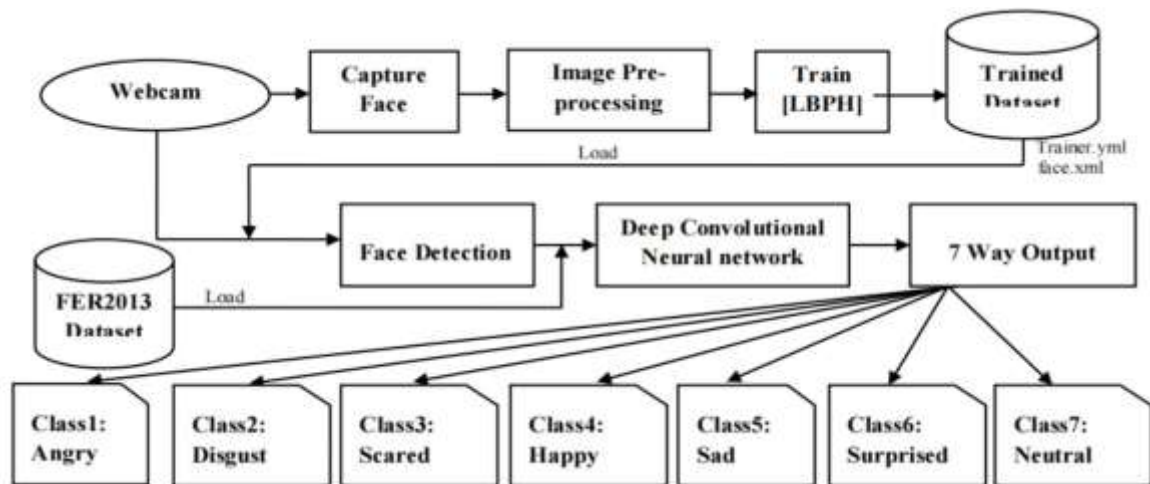 Webcam
Capture
Face
Image Pre-
processing
Train
[LBPH]
Trained
Dataset
Load
Trainer.yml
face.xml
Face Detection
Deep Convolutional
Neural network
7 Way Output
FER2013
Dataset
Load
Class1:
Angry
Class2:
Disgust
Class3:
Scared
Class4:
Happy
Class5:
Sad
Class6:
Surprised
Class7:
Neutral